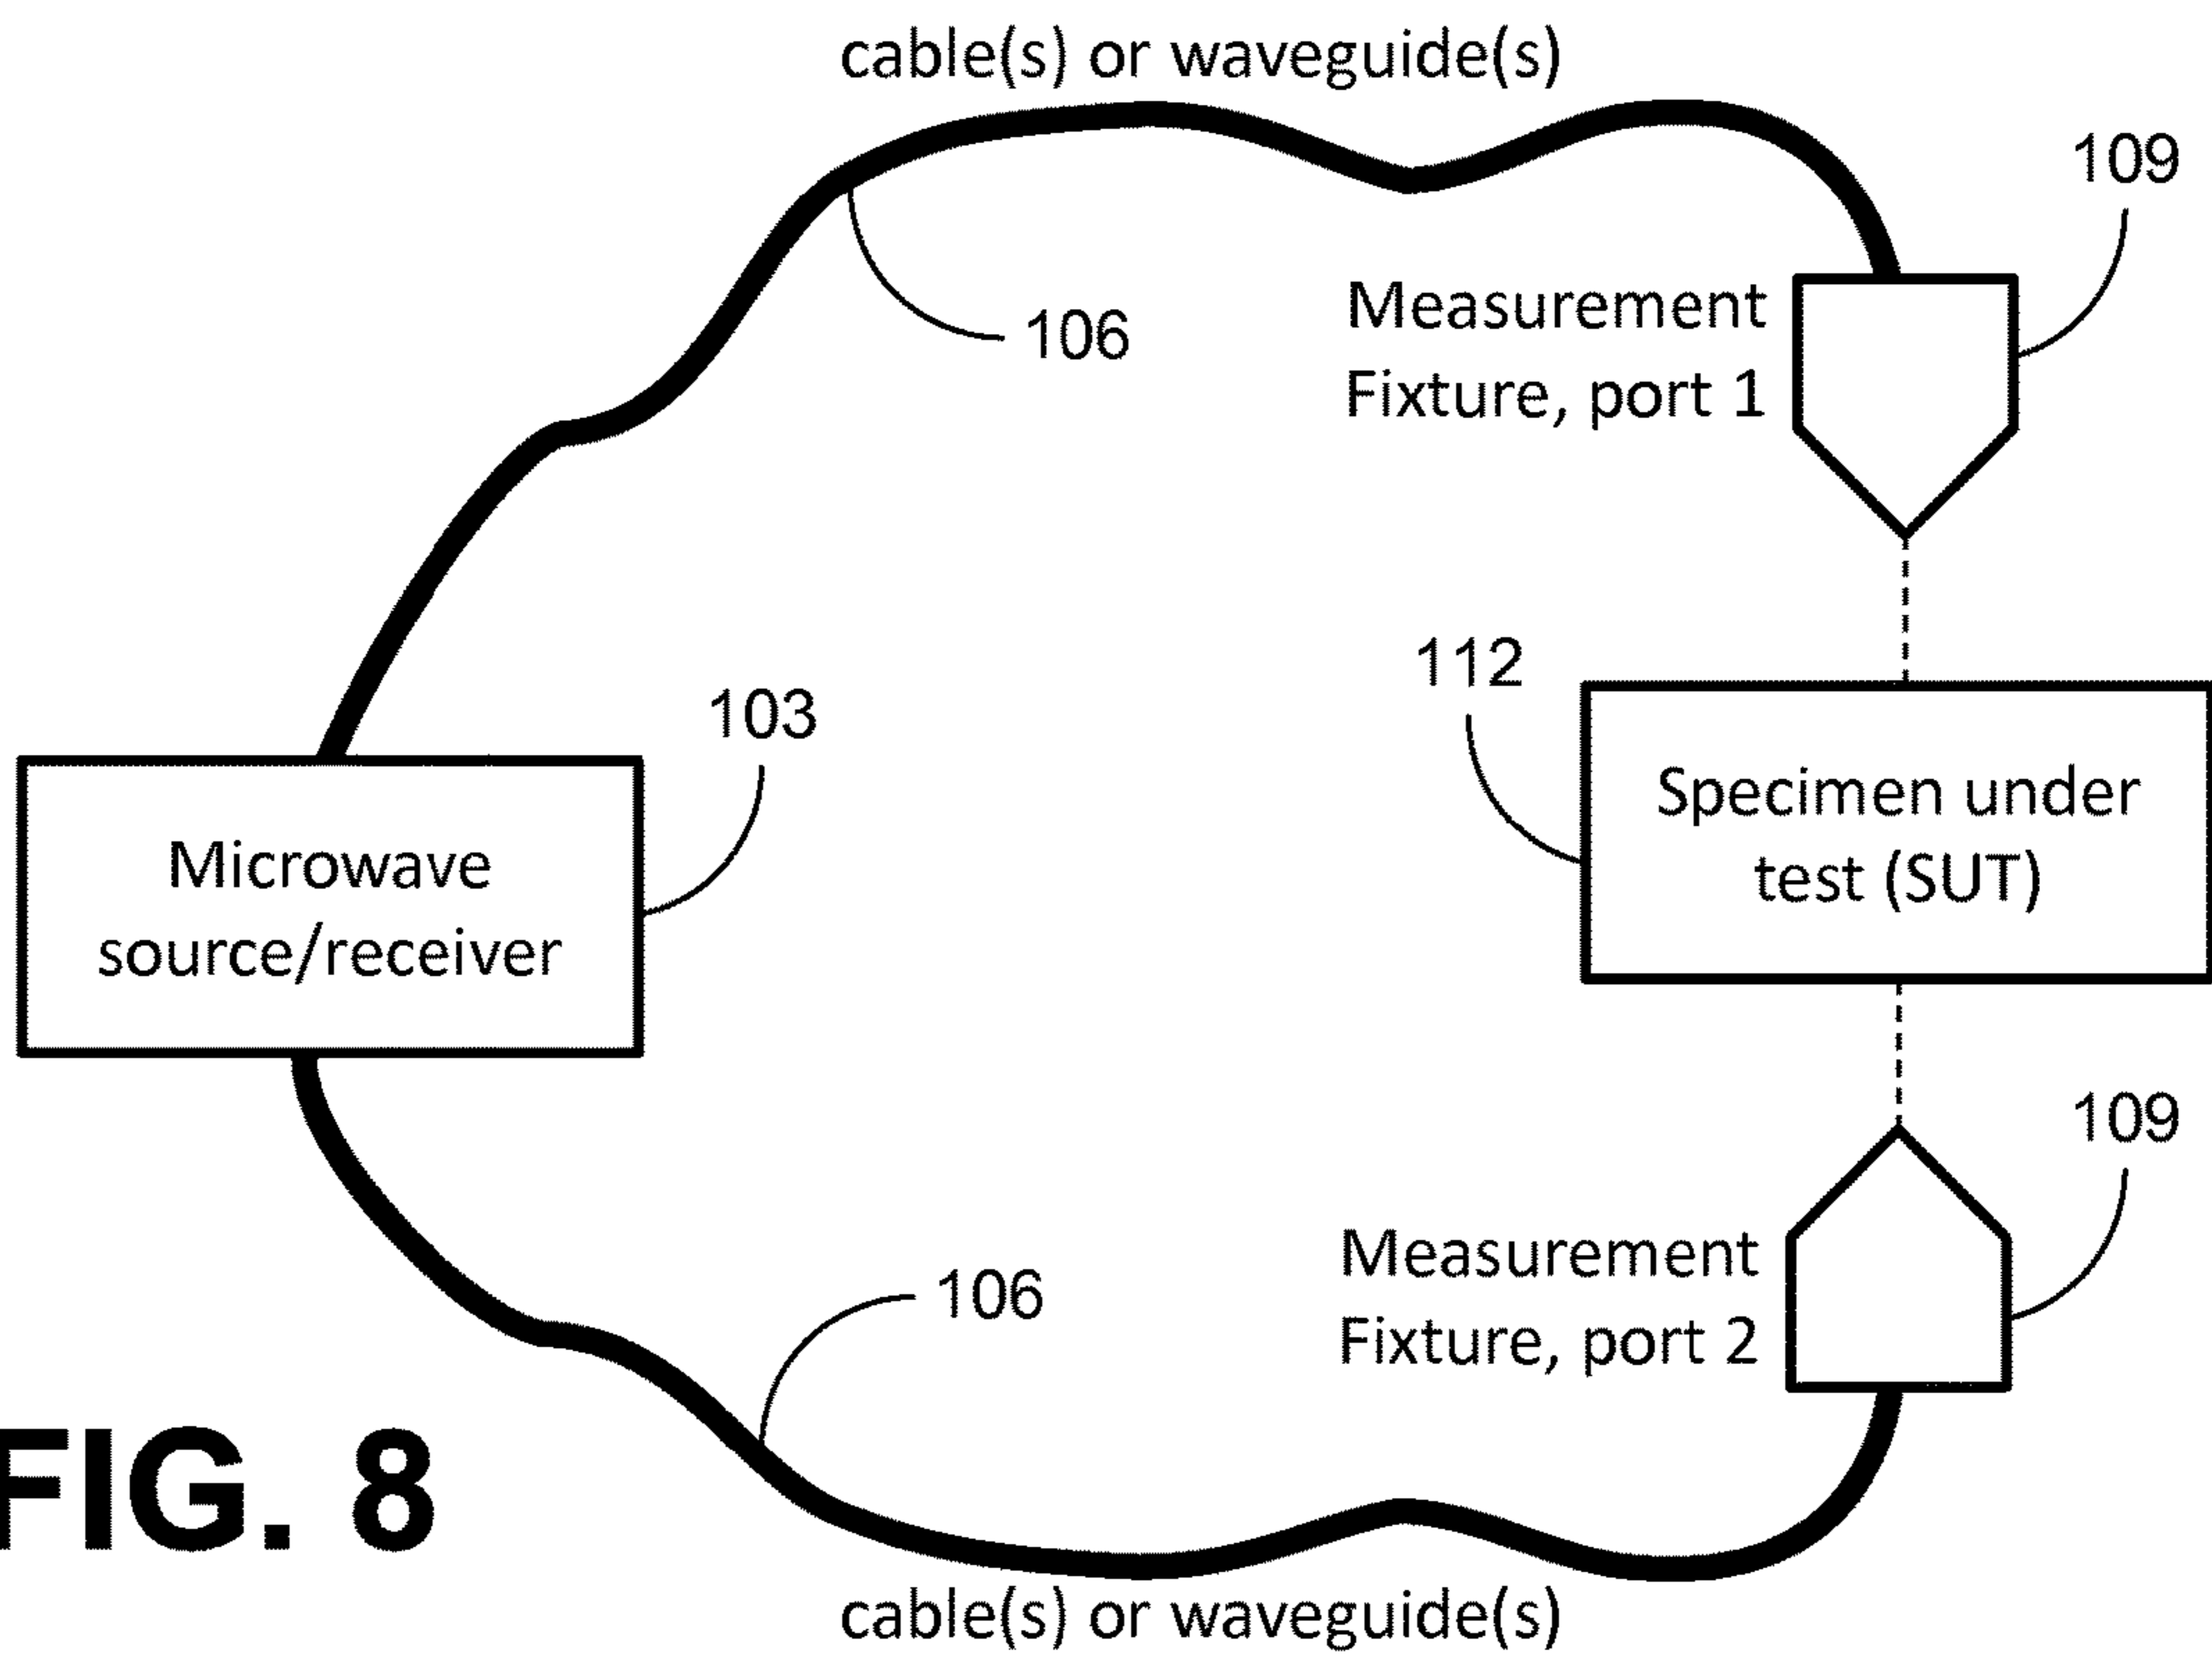 cable(s) or waveguide(s)
109
Measurement
Fixture, port 1
106
112
103
Specimen under
test (SUT)
Microwave
source/receiver
109
Measurement
Fixture, port 2
106
FIG. 8
cable(s) or waveguide(s)